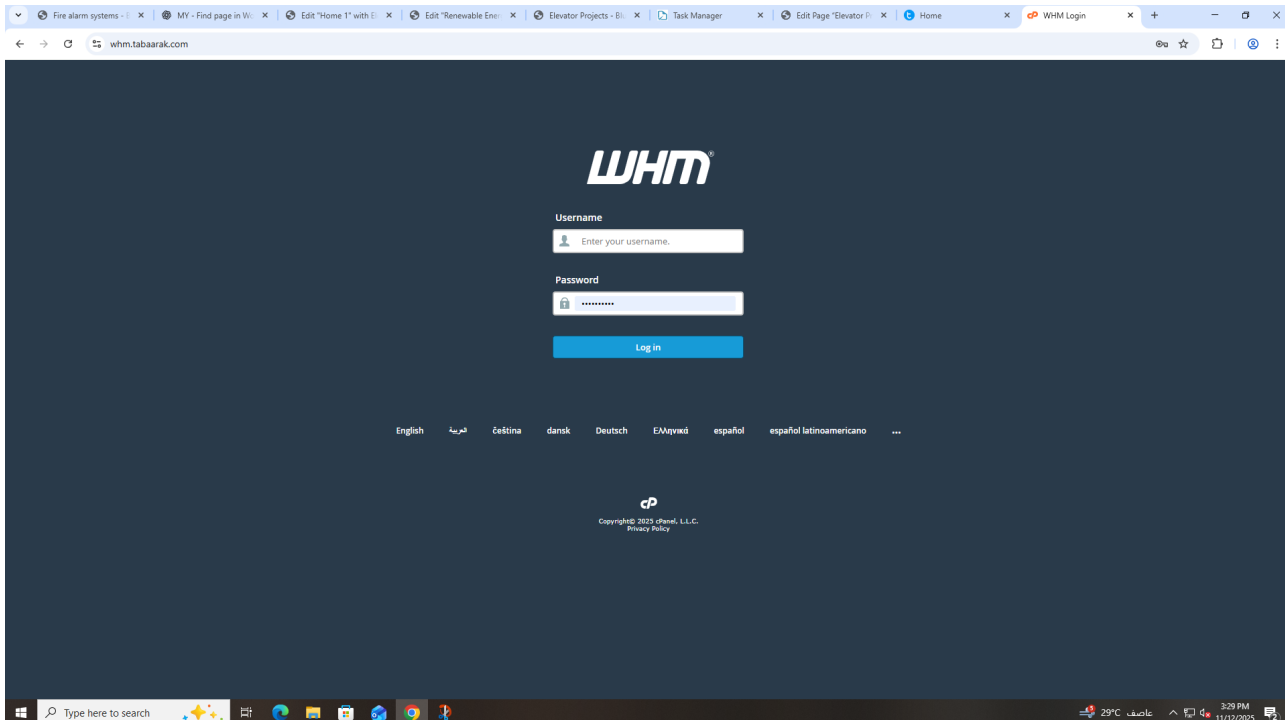 Fire alarm systems -
MY - Find page in W
Edit "Home 1" with El
Edit "Renewable Ener
Elevator Projects - Bl
Task Manager
Edit Page "Elevator P
Home
WHM Login
whm.tabaarak.com
WHM
Username
Enter your username.
Password
Log in
English العربية čeština dansk Deutsch Ελληνικά español español latinoamericano ...
cP
Copyright© 2025 cPanel, L.L.C.
Privacy Policy
Type here to search
29°C عاصف
3:29 PM
11/12/2025